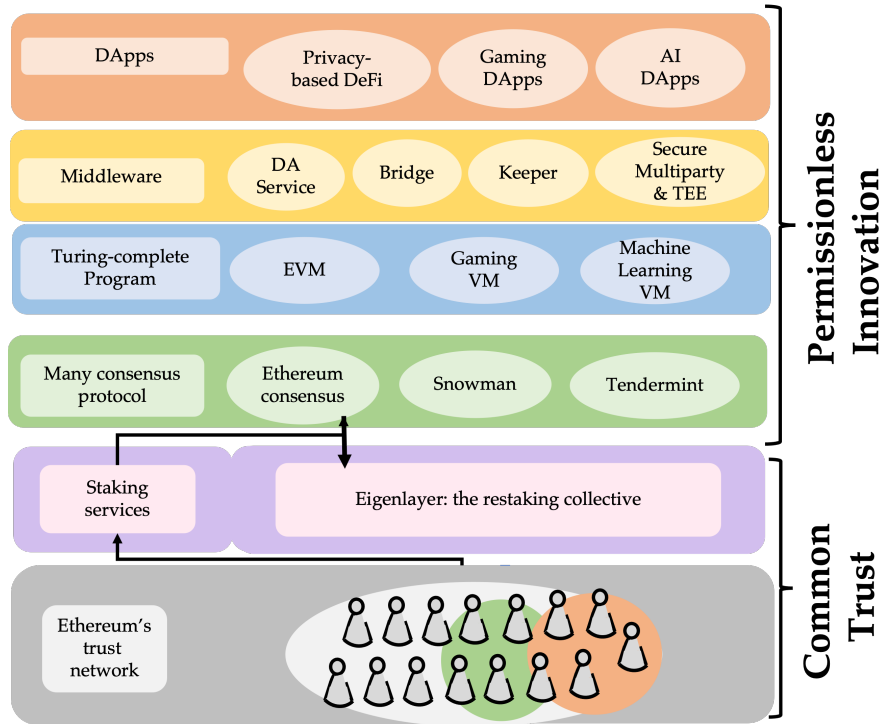 DApps
Privacy-
based DeFi
Gaming
DApps
AI
DApps
Middleware
DA
Service
Bridge
Keeper
Secure
Multiparty
& TEE
Turing-complete
Program
EVM
Gaming
VM
Machine
Learning
VM
Many consensus
protocol
Ethereum
consensus
Snowman
Tendermint
Permissionless
Innovation
Staking
services
Eigenlayer: the restaking collective
Ethereum's
trust
network
Common
Trust